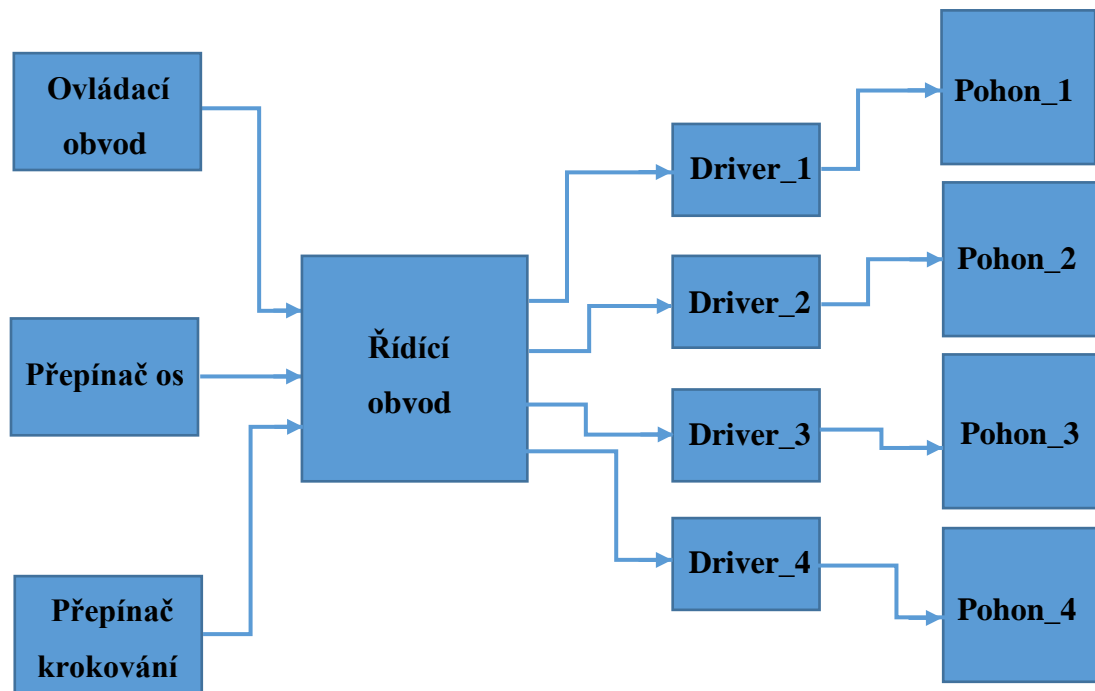 Ovládací
obvod
Přepínač os
Přepínač
krokování
Řídící
obvod
Driver_1
Driver_2
Driver_3
Driver_4
Pohon_1
Pohon_2
Pohon_3
Pohon_4